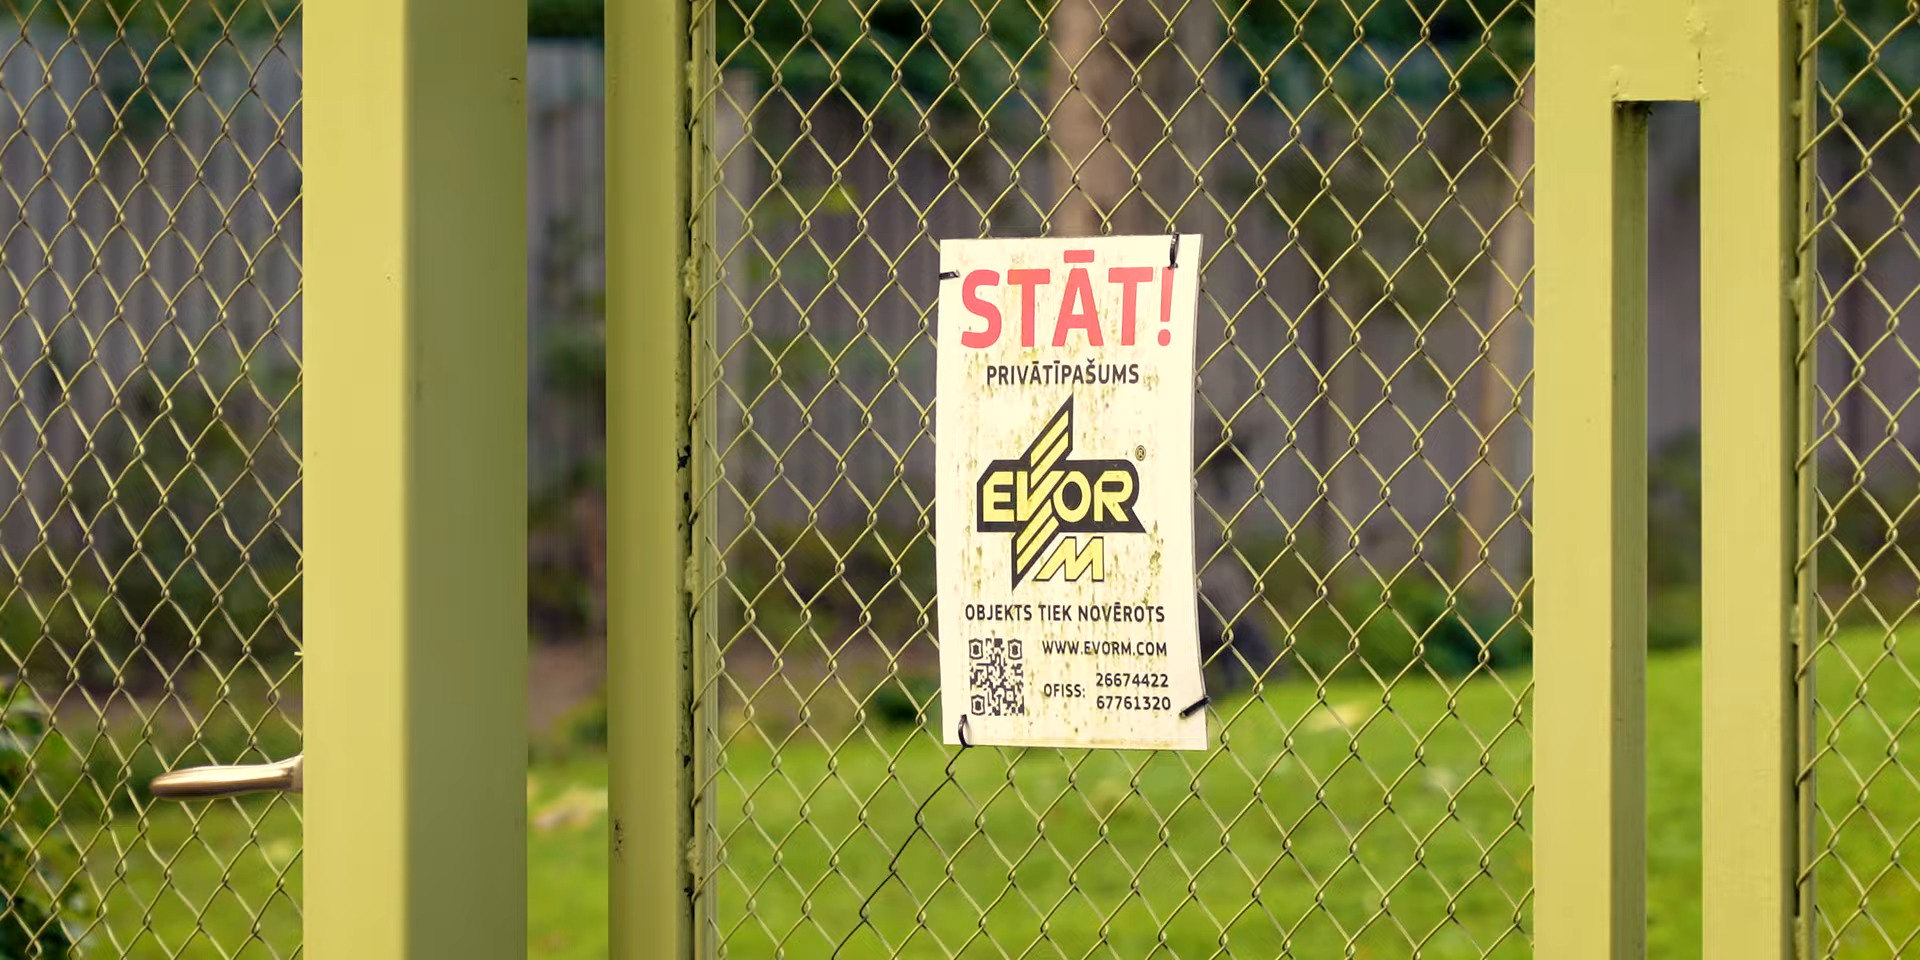 STĀT!
PRIVĀTĪPAŠUMS
EVOR ®
M
OBJEKTS TIEK NOVĒROTS
WWW.EVORM.COM
OFISS: 26674422
67761320